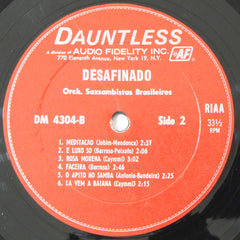 DAUNTLESS
A division of AUDIO FIDELITY INC.
770 Eleventh Avenue, New York 19, N.Y.
AF
DESAFINADO
Orch. Saxsambistas Brasileiros
RIAA
DM 4304-B
Side 2
33⅓
RPM
1. MEDITACAO (Jobim-Mendonca) 2:37
2. E LUXO SO (Barroso-Peixoto) 2:06
3. ROSA MORENA (Caymmi) 3:02
4. FACEIRA (Barroso) 1:56
5. O APITO NO SAMBA (Antonio-Bandeira) 2:35
6. LA VEM A BAIANA (Caymmi) 2:15